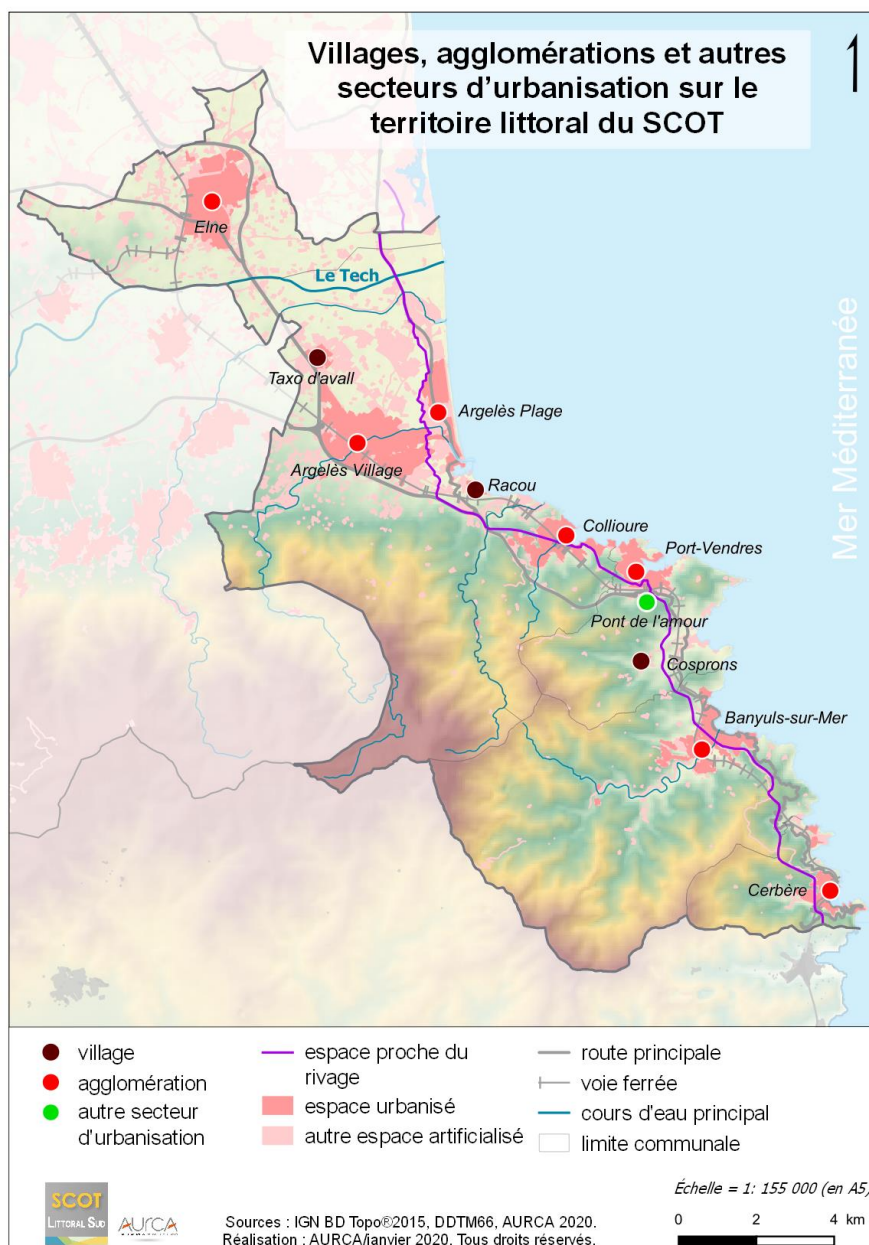 Villages, agglomérations et autres
secteurs d'urbanisation sur le
territoire littoral du SCOT
Elne
Le Tech
Mer Méditerranée
Taxo d'avall
Argelès Plage
Argelès Village
Racou
Collioure
Port-Vendres
Pont de l'amour
Cosprons
Banyuls-sur-Mer
Cerbère
village
agglomération
autre secteur
d'urbanisation
espace proche du
rivage
espace urbanisé
autre espace artificialisé
route principale
voie ferrée
cours d'eau principal
limite communale
Échelle = 1: 155 000 (en A5)
0 2 4 km
SCOT
LITTORAL SUD
AURCA
Sources : IGN BD Topo®2015, DDTM66, AURCA 2020.
Réalisation : AURCA/janvier 2020. Tous droits réservés.